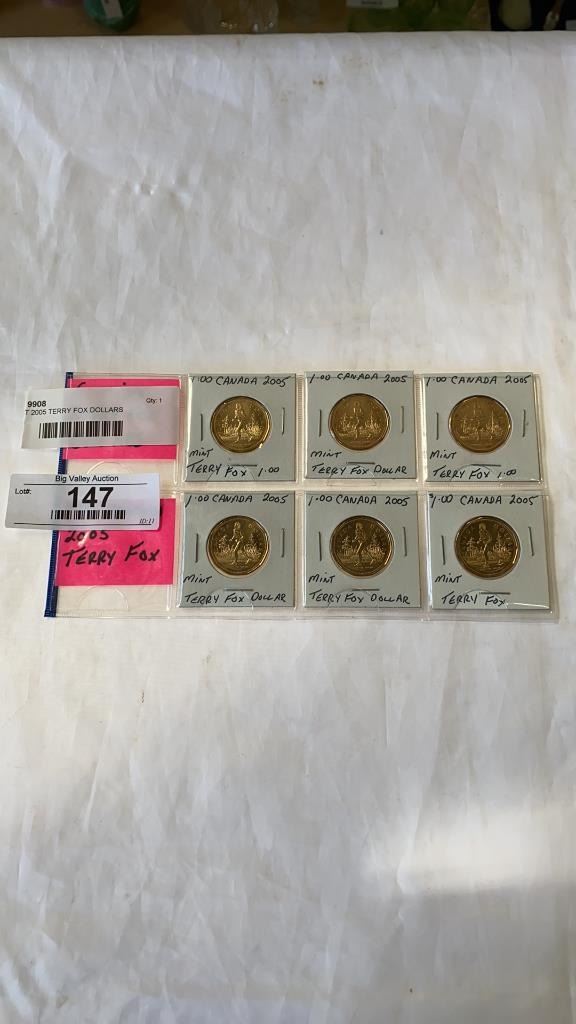 9908
Qty: 1
T 2005 TERRY FOX DOLLARS
Big Valley Auction
Lot#:
147
ID:11
2005
TERRY FOX
1.00 CANADA 2005
MINT
TERRY FOX 1.00
1.00 CANADA 2005
MINT
TERRY FOX DOLLAR
1.00 CANADA 2005
MINT
TERRY FOX 1.00
1.00 CANADA 2005
MINT
TERRY FOX DOLLAR
1.00 CANADA 2005
MINT
TERRY FOX DOLLAR
$1.00 CANADA 2005
MINT
TERRY FOX